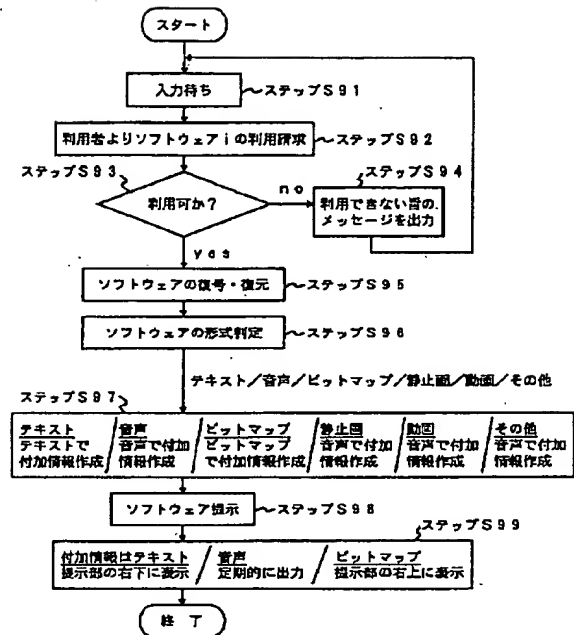 スタート
入力待ち
ステップS91
利用者よりソフトウェアiの利用請求
ステップS92
ステップS93
利用可か?
no
ステップS94
利用できない旨の
メッセージを出力
yes
ソフトウェアの復号・復元
ステップS95
ソフトウェアの形式判定
ステップS96
テキスト/音声/ビットマップ/静止画/動画/その他
ステップS97
テキスト
テキストで
付加情報作成
音声
音声で付加
情報作成
ビットマップ
ビットマップ
で付加情報作成
静止画
音声で付加
情報作成
動画
音声で付加
情報作成
その他
音声で付加
情報作成
ソフトウェア提示
ステップS98
ステップS99
付加情報はテキスト
提示部の右下に表示
音声
定期的に出力
ビットマップ
提示部の右上に表示
終了